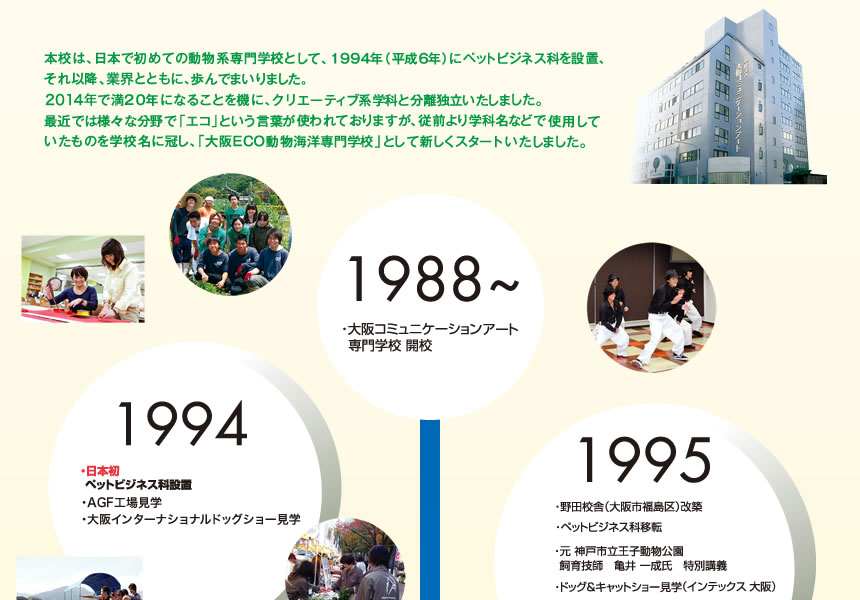 本校は、日本で初めての動物系専門学校として、1994年（平成6年）にペットビジネス科を設置、
それ以降、業界とともに、歩んでまいりました。
2014年で満20年になることを機に、クリエーティブ系学科と分離独立いたしました。
最近では様々な分野で「エコ」という言葉が使われておりますが、従前より学科名などで使用して
いたものを学校名に冠し、「大阪ECO動物海洋専門学校」として新しくスタートいたしました。
大阪コミュニケーションアート
1988～
・大阪コミュニケーションアート
専門学校 開校
1994
・日本初
ペットビジネス科設置
・AGF工場見学
・大阪インターナショナルドッグショー見学
1995
・野田校舎（大阪市福島区）改築
・ペットビジネス科移転
・元 神戸市立王子動物公園
飼育技師　亀井 一成氏　特別講義
・ドッグ&キャットショー見学（インテックス 大阪）